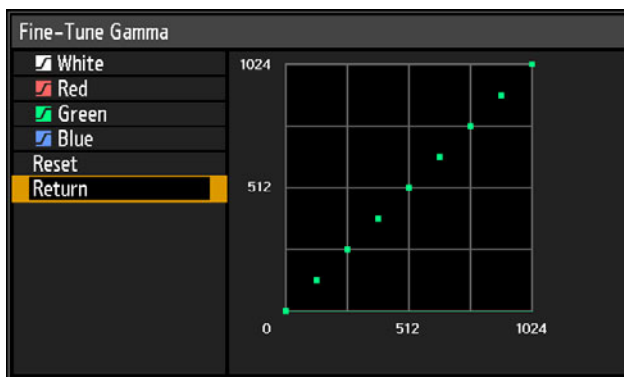 Fine-Tune Gamma
White
Red
Green
Blue
Reset
Return
1024
512
0
512
1024